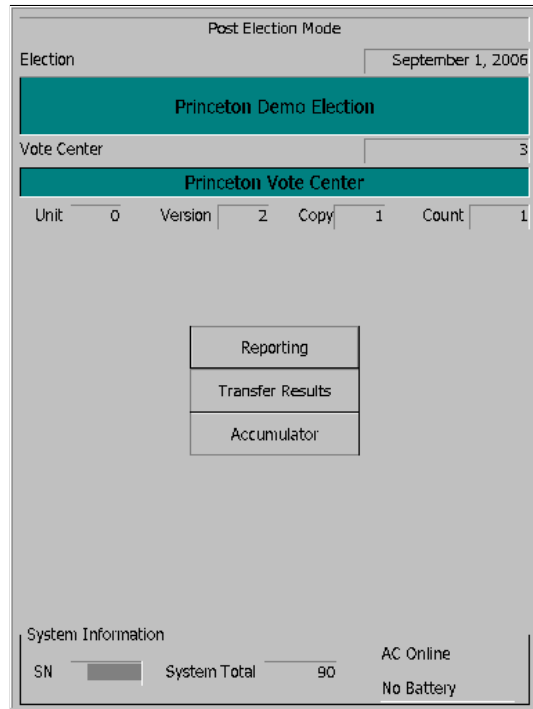 Post Election Mode
Election September 1, 2006
Princeton Demo Election
Vote Center 3
Princeton Vote Center
Unit 0 Version 2 Copy 1 Count 1
Reporting
Transfer Results
Accumulator
System Information
AC Online
SN System Total 90
No Battery